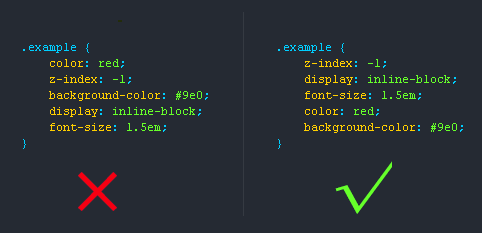 .example {
color: red;
z-index: -1;
background-color: #9e0;
display: inline-block;
font-size: 1.5em;
}
.example {
z-index: -1;
display: inline-block;
font-size: 1.5em;
color: red;
background-color: #9e0;
}